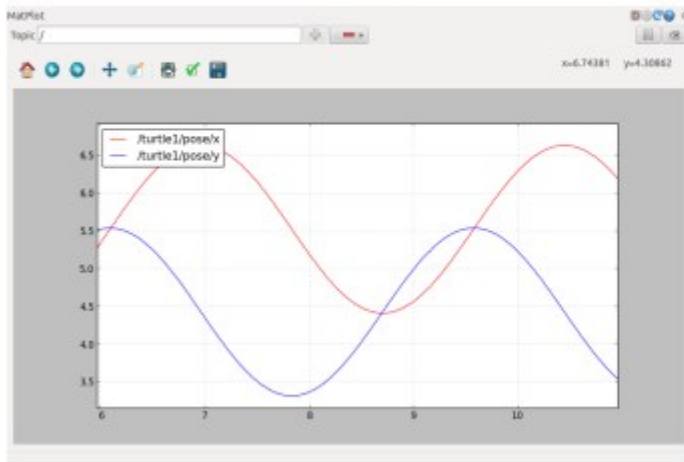 MatPlot
Topic /
x=6.74381 y=4.30862
/turtle1/pose/x
/turtle1/pose/y
6.5
6.0
5.5
5.0
4.5
4.0
3.5
6 7 8 9 10